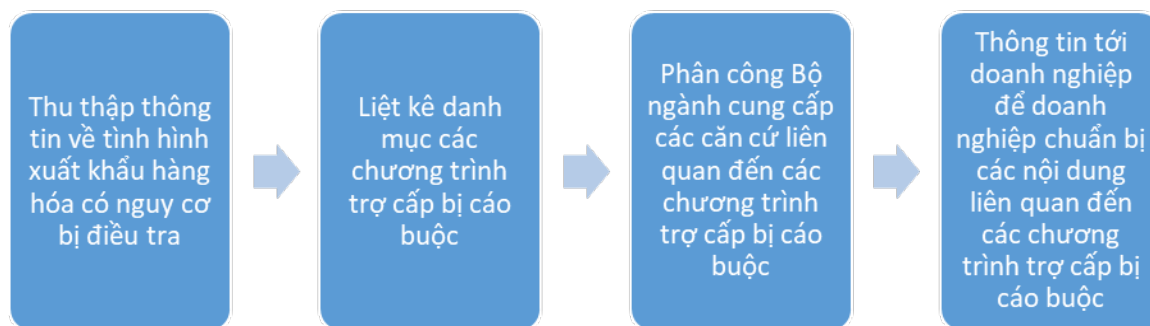 Thu thập thông
tin về tình hình
xuất khẩu hàng
hóa có nguy cơ
bị điều tra
Liệt kê danh
mục các
chương trình
trợ cấp bị cáo
buộc
Phân công Bộ
ngành cung cấp
các căn cứ liên
quan đến các
chương trình
trợ cấp bị cáo
buộc
Thông tin tới
doanh nghiệp
để doanh
nghiệp chuẩn bị
các nội dung
liên quan đến
các chương
trình trợ cấp bị
cáo buộc